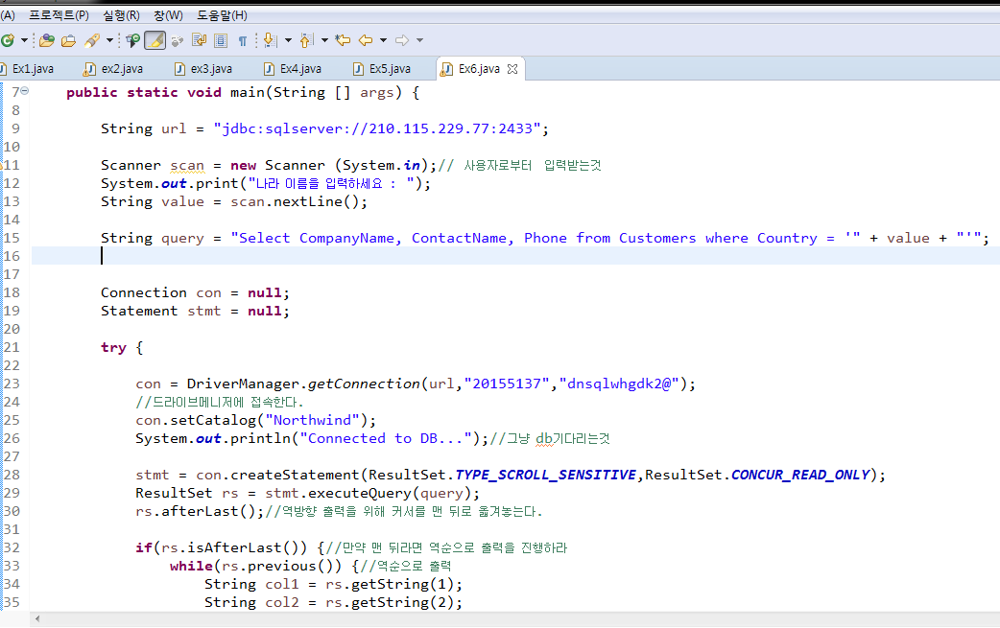 (A) 프로젝트(P) 실행(R) 창(W) 도움말(H)
Ex1.java ex2.java ex3.java Ex4.java Ex5.java Ex6.java
7 public static void main(String [] args) {
8
9 String url = "jdbc:sqlserver://210.115.229.77:2433";
10
11 Scanner scan = new Scanner (System.in);// 사용자로부터 입력받는것
12 System.out.print("나라 이름을 입력하세요 : ");
13 String value = scan.nextLine();
14
15 String query = "Select CompanyName, ContactName, Phone from Customers where Country = '" + value + "'";
16
17
18 Connection con = null;
19 Statement stmt = null;
20
21 try {
22
23 con = DriverManager.getConnection(url,"20155137","dnsqlwhgdk2@");
24 //드라이브메니저에 접속한다.
25 con.setCatalog("Northwind");
26 System.out.println("Connected to DB...");//그냥 db기다리는것
27
28 stmt = con.createStatement(ResultSet.TYPE_SCROLL_SENSITIVE,ResultSet.CONCUR_READ_ONLY);
29 ResultSet rs = stmt.executeQuery(query);
30 rs.afterLast();//역방향 출력을 위해 커서를 맨 뒤로 옮겨놓는다.
31
32 if(rs.isAfterLast()) {//만약 맨 뒤라면 역순으로 출력을 진행하라
33 while(rs.previous()) {//역순으로 출력
34 String col1 = rs.getString(1);
35 String col2 = rs.getString(2);